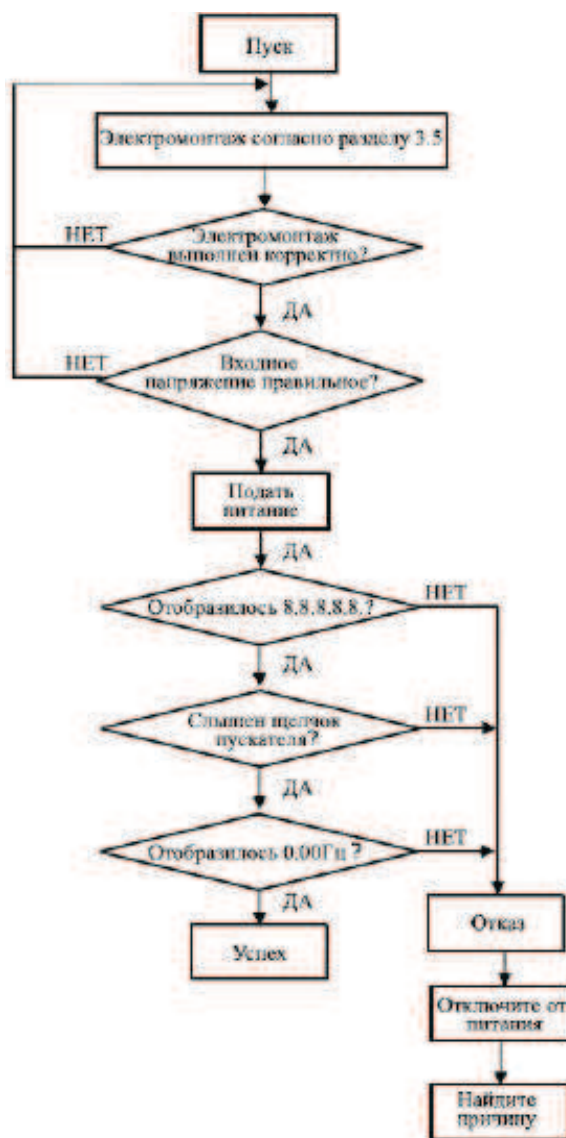 Пуск
Электромонтаж согласно разделу 3.5
НЕТ
Электромонтаж
выполнен корректно?
ДА
НЕТ
Входное
напряжение правильное?
ДА
Подать
питание
ДА
Отобразилось 8.8.8.8.8.?
НЕТ
ДА
Слышен щелчок
пускателя?
НЕТ
ДА
Отобразилось 0.00Гц ?
НЕТ
ДА
Успех
Отказ
Отключите от
питания
Найдите
причину